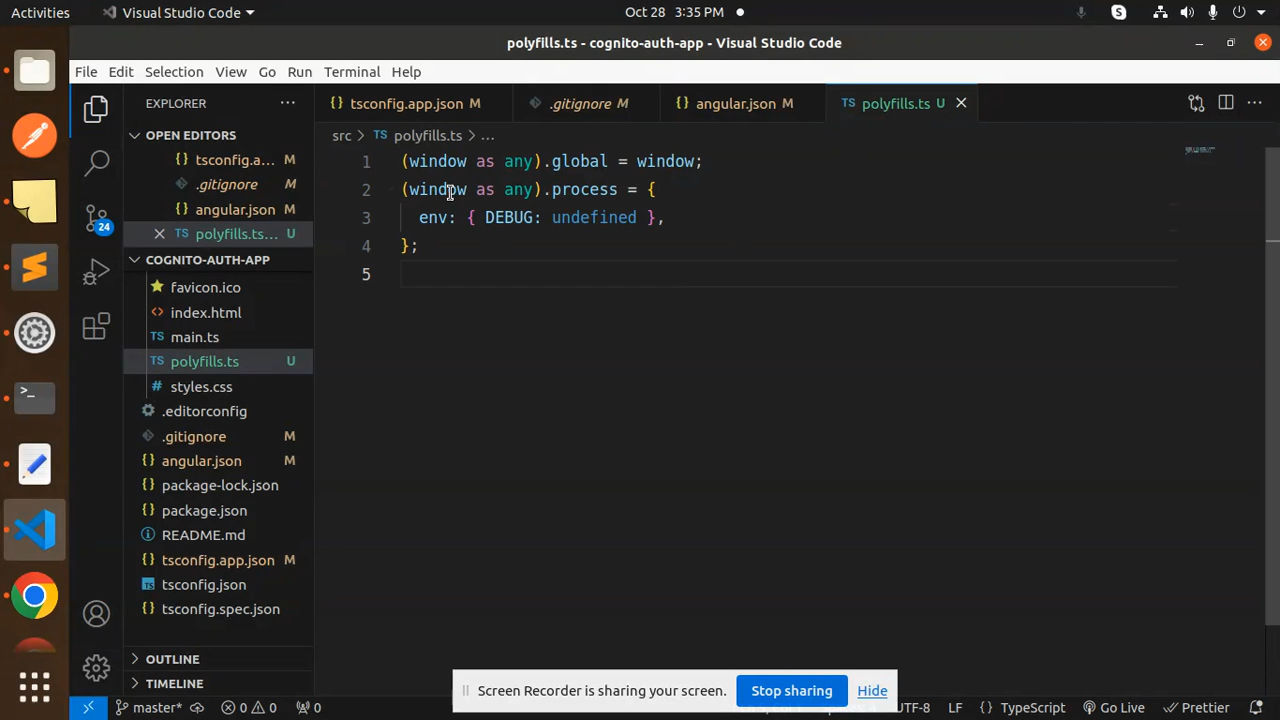 Activities
Visual Studio Code
Oct 28 3:35 PM
polyfills.ts - cognito-auth-app - Visual Studio Code
File Edit Selection View Go Run Terminal Help
EXPLORER
tsconfig.app.json M
.gitignore M
angular.json M
polyfills.ts U
OPEN EDITORS
tsconfig.a... M
.gitignore M
angular.json M
polyfills.ts... U
COGNITO-AUTH-APP
favicon.ico
index.html
main.ts
polyfills.ts U
styles.css
.editorconfig
.gitignore M
angular.json M
package-lock.json
package.json
README.md
tsconfig.app.json M
tsconfig.json
tsconfig.spec.json
OUTLINE
TIMELINE
24
src > TS polyfills.ts > ...
1 (window as any).global = window;
2 (window as any).process = {
3 env: { DEBUG: undefined },
4 };
5
Screen Recorder is sharing your screen. Stop sharing Hide
master* 0 0 0 UTF-8 LF {} TypeScript Go Live Prettier